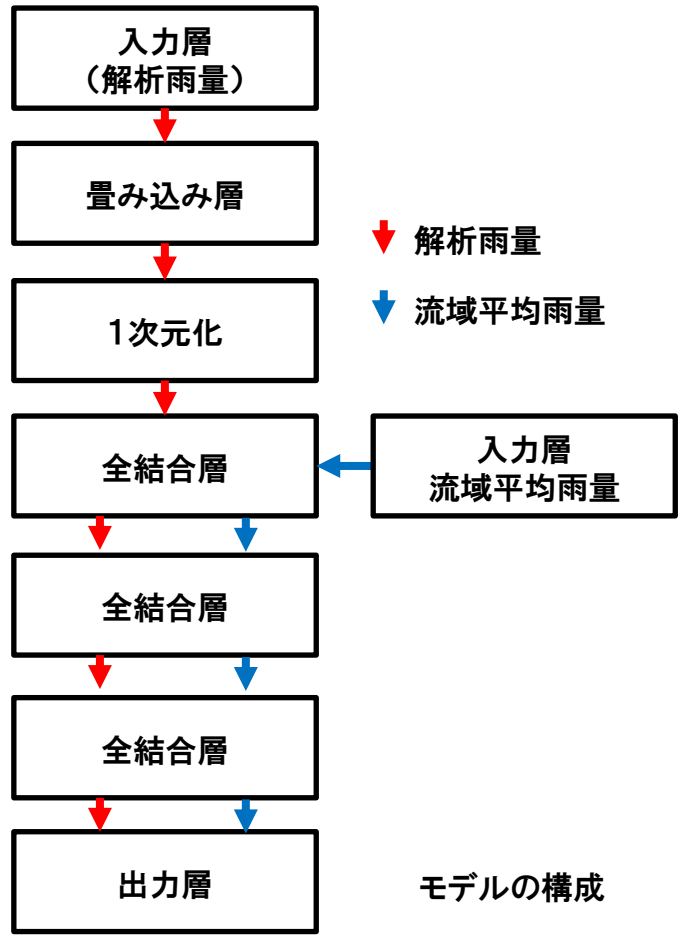 入力層
（解析雨量）
畳み込み層
解析雨量
流域平均雨量
1次元化
全結合層
入力層
流域平均雨量
全結合層
全結合層
出力層
モデルの構成